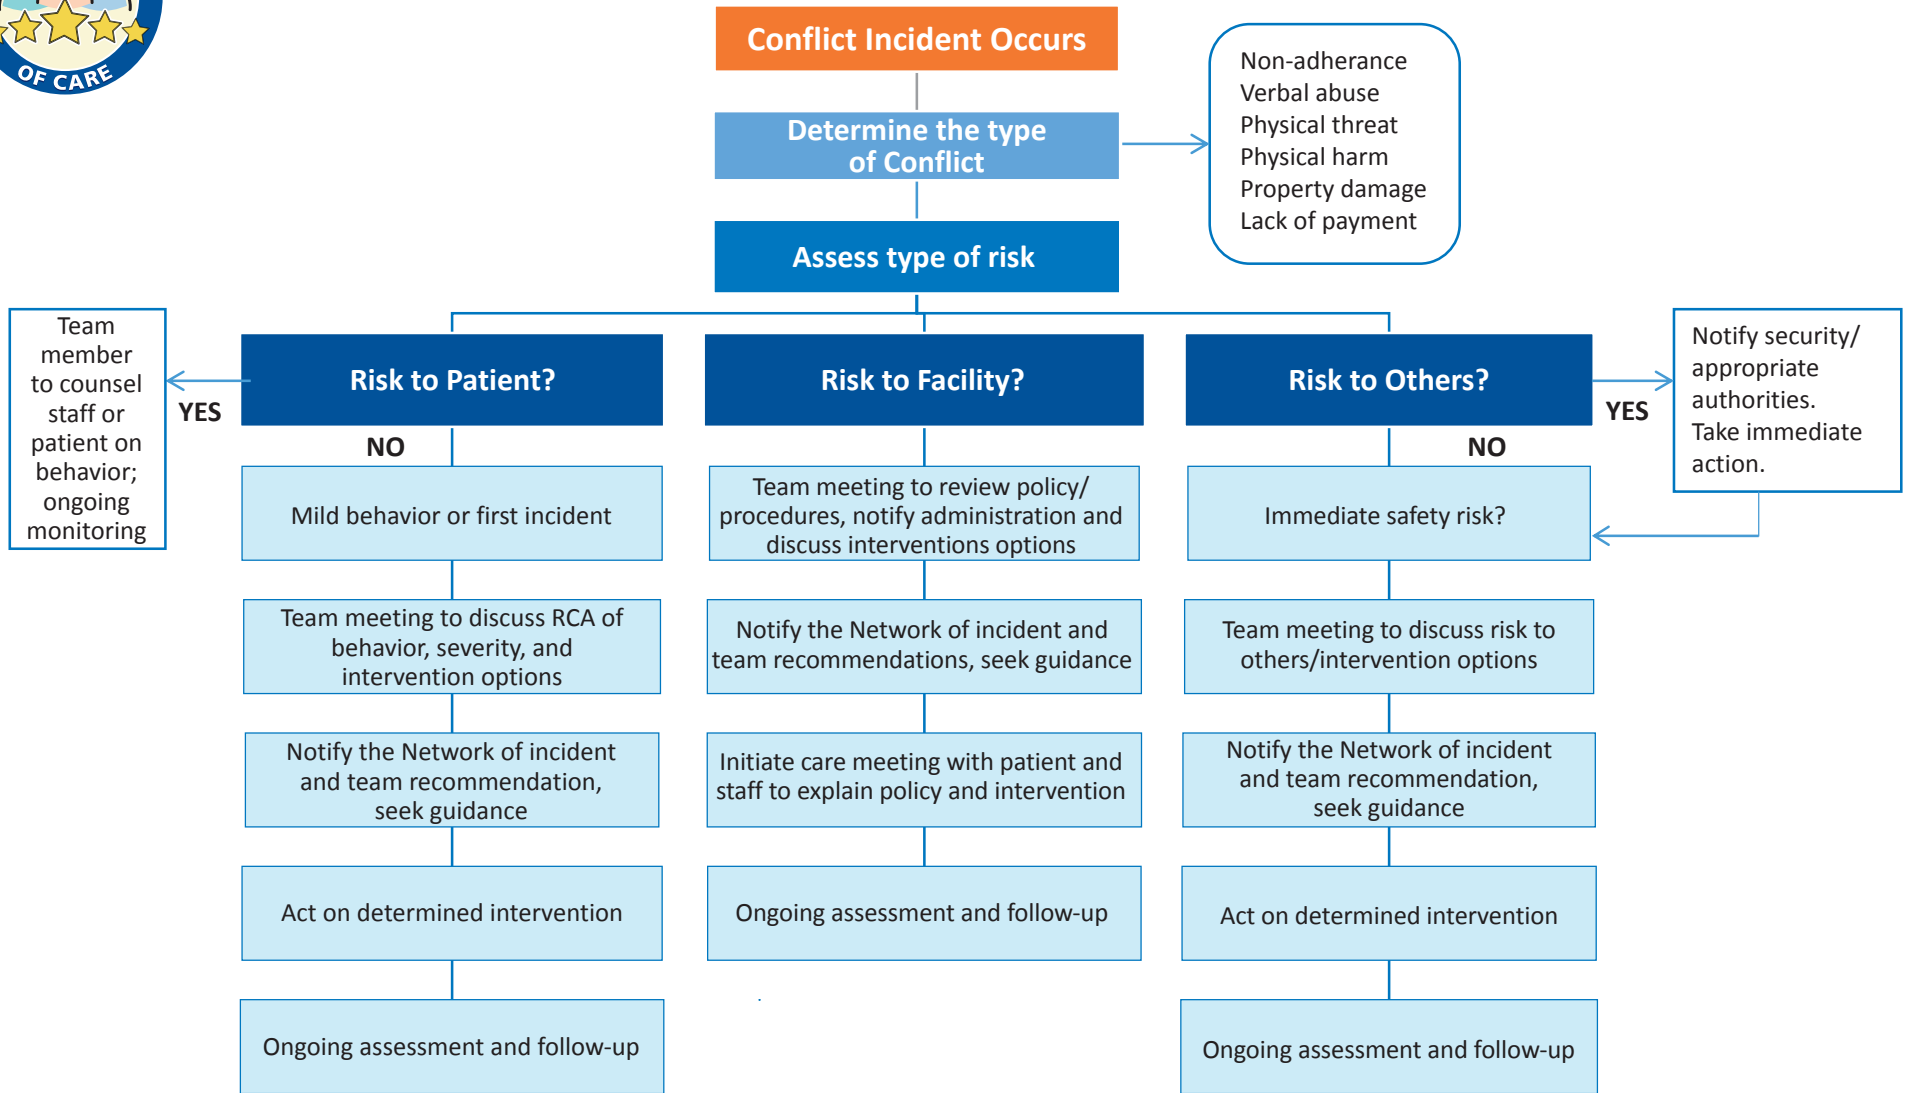 OF CARE
Conflict Incident Occurs
Determine the type
of Conflict
Non-adherance
Verbal abuse
Physical threat
Physical harm
Property damage
Lack of payment
Assess type of risk
Team
member
to counsel
staff or
patient on
behavior;
ongoing
monitoring
YES
Risk to Patient?
Risk to Facility?
Risk to Others?
YES
Notify security/
appropriate
authorities.
Take immediate
action.
NO
NO
Mild behavior or first incident
Team meeting to discuss RCA of
behavior, severity, and
intervention options
Notify the Network of incident
and team recommendation,
seek guidance
Act on determined intervention
Ongoing assessment and follow-up
Team meeting to review policy/
procedures, notify administration and
discuss interventions options
Notify the Network of incident and
team recommendations, seek guidance
Initiate care meeting with patient and
staff to explain policy and intervention
Ongoing assessment and follow-up
Immediate safety risk?
Team meeting to discuss risk to
others/intervention options
Notify the Network of incident
and team recommendation,
seek guidance
Act on determined intervention
Ongoing assessment and follow-up